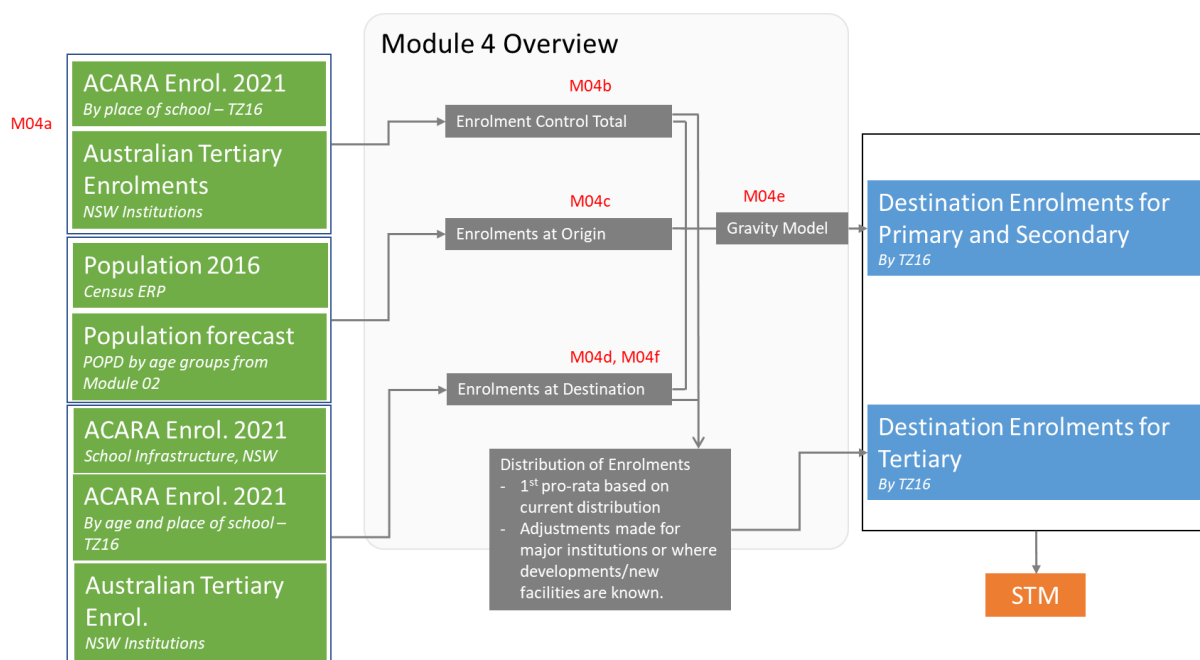 Module 4 Overview
M04a
ACARA Enrol. 2021
By place of school – TZ16
Australian Tertiary
Enrolments
NSW Institutions
Population 2016
Census ERP
Population forecast
POPD by age groups from
Module 02
ACARA Enrol. 2021
School Infrastructure, NSW
ACARA Enrol. 2021
By age and place of school –
TZ16
Australian Tertiary
Enrol.
NSW Institutions
M04b
Enrolment Control Total
M04c
Enrolments at Origin
M04d, M04f
Enrolments at Destination
M04e
Gravity Model
Distribution of Enrolments
- 1st pro-rata based on
current distribution
- Adjustments made for
major institutions or where
developments/new
facilities are known.
Destination Enrolments for
Primary and Secondary
By TZ16
Destination Enrolments for
Tertiary
By TZ16
STM